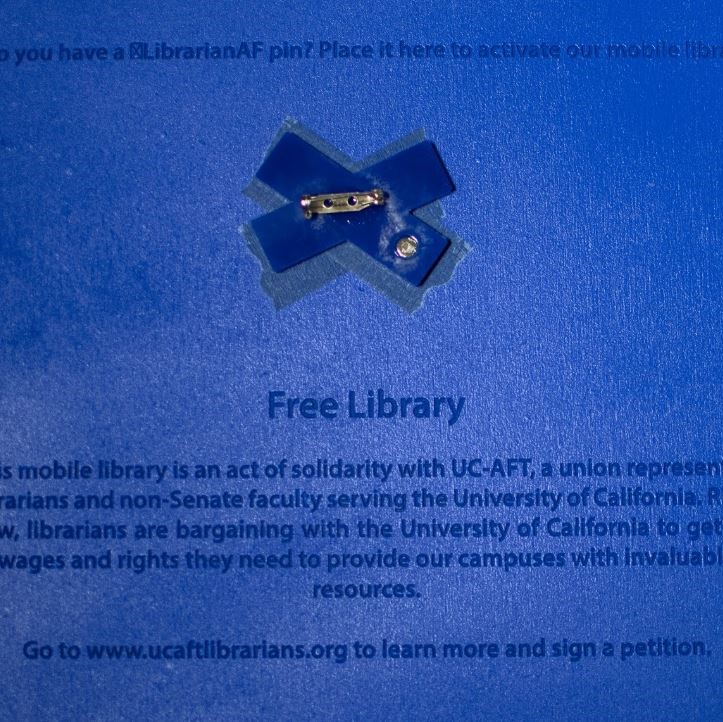 o you have a LibrarianAF pin? Place it here to activate our mobile libr
Free Library
is mobile library is an act of solidarity with UC-AFT, a union represen
rarians and non-Senate faculty serving the University of California. R
w, librarians are bargaining with the University of California to get
wages and rights they need to provide our campuses with invaluabl
resources.
Go to www.ucaftlibrarians.org to learn more and sign a petition.